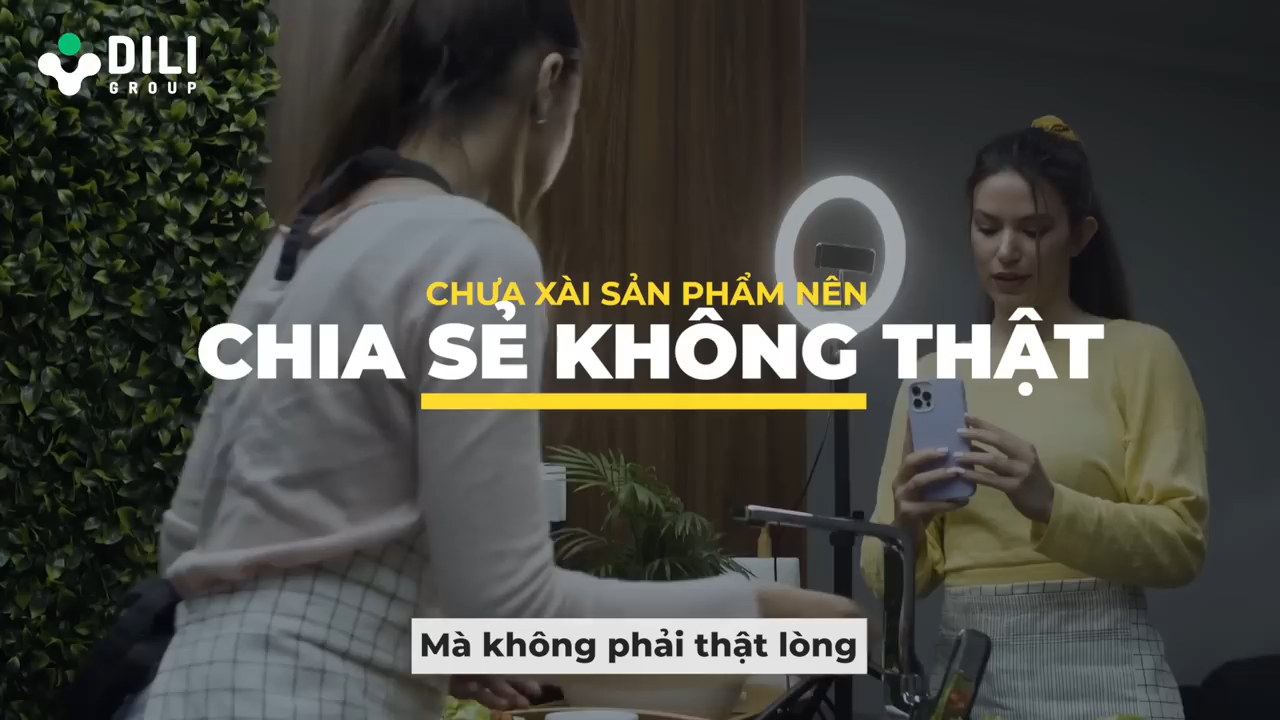 DILI
GROUP
CHƯA XÀI SẢN PHẨM NÊN
CHIA SẺ KHÔNG THẬT
Mà không phải thật lòng